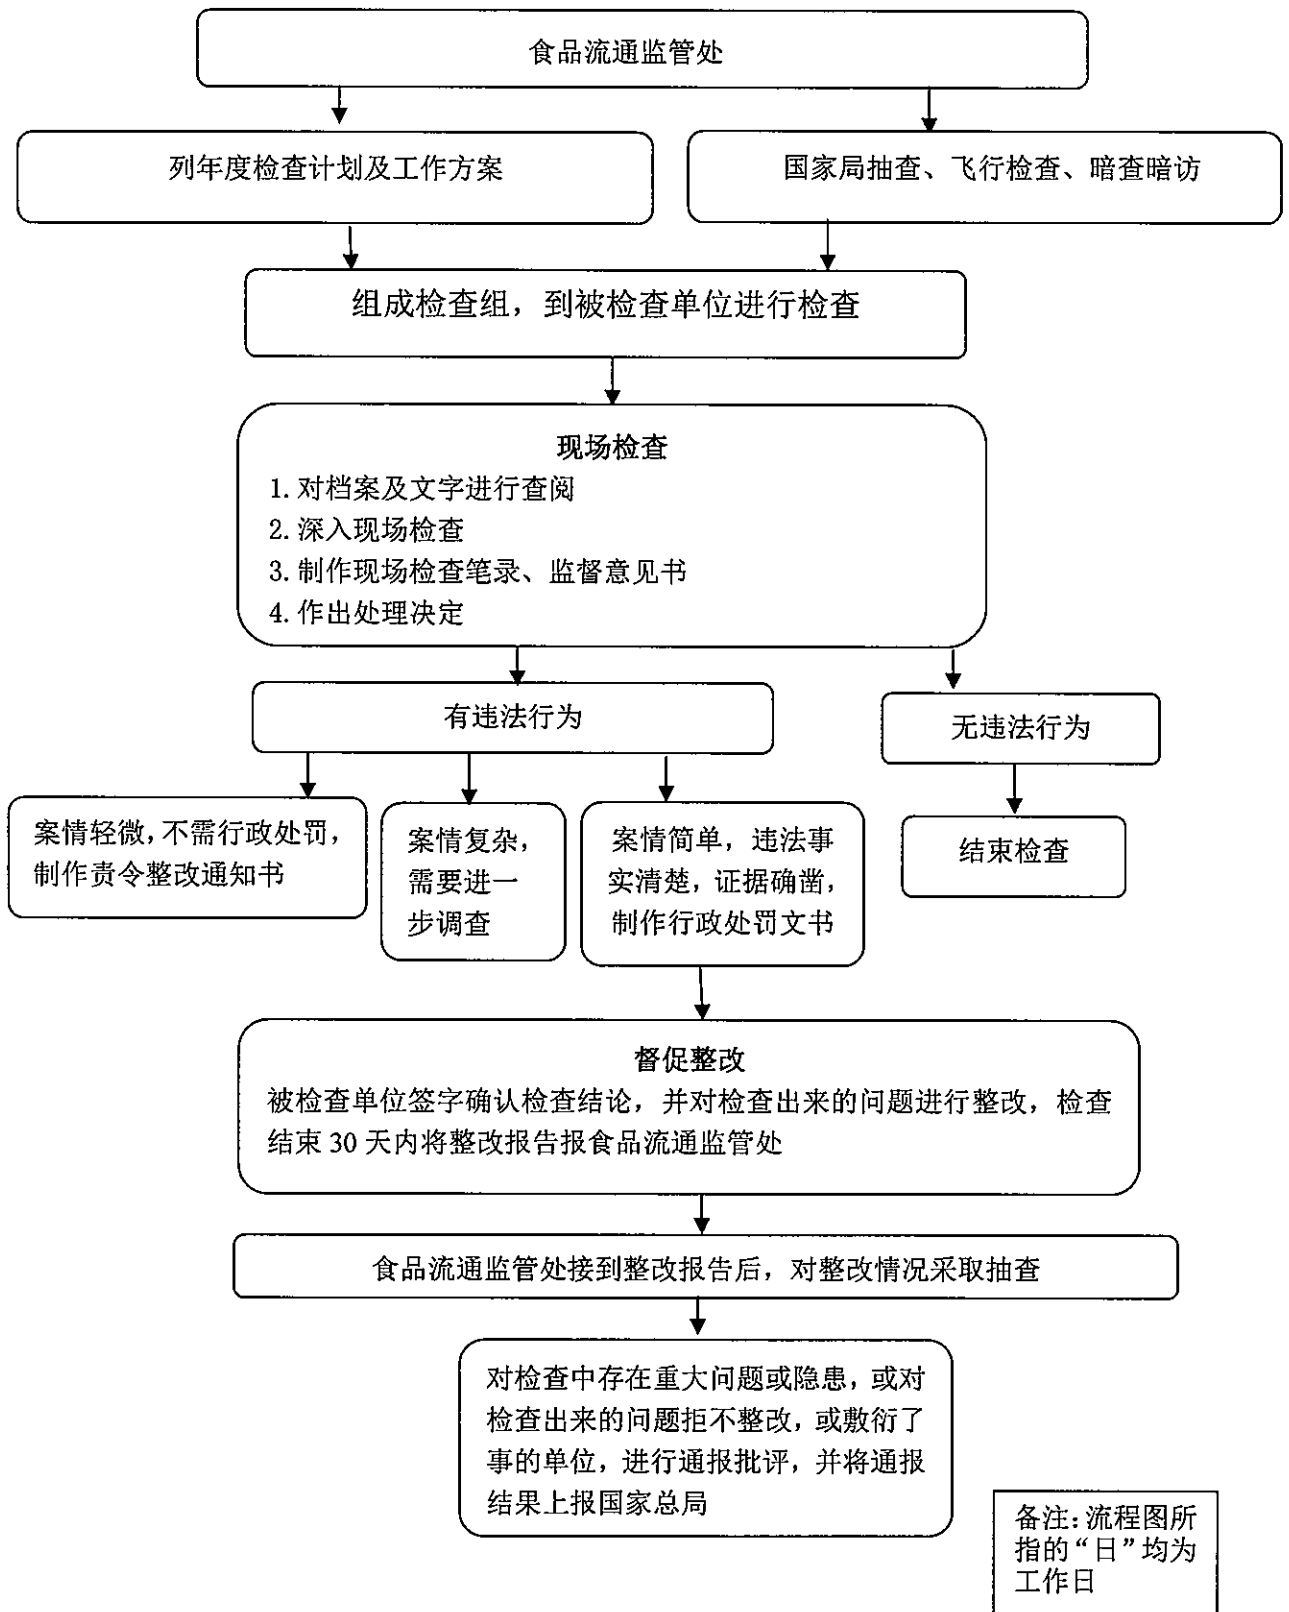 食品流通监管处
列年度检查计划及工作方案
国家局抽查、飞行检查、暗查暗访
组成检查组，到被检查单位进行检查
现场检查
1. 对档案及文字进行查阅
2. 深入现场检查
3. 制作现场检查笔录、监督意见书
4. 作出处理决定
有违法行为
无违法行为
案情轻微，不需行政处罚，
制作责令整改通知书
案情复杂，
需要进一
步调查
案情简单，违法事
实清楚，证据确凿，
制作行政处罚文书
结束检查
督促整改
被检查单位签字确认检查结论，并对检查出来的问题进行整改，检查
结束 30 天内将整改报告报食品流通监管处
食品流通监管处接到整改报告后，对整改情况采取抽查
对检查中存在重大问题或隐患，或对
检查出来的问题拒不整改，或敷衍了
事的单位，进行通报批评，并将通报
结果上报国家总局
备注：流程图所
指的“日”均为
工作日